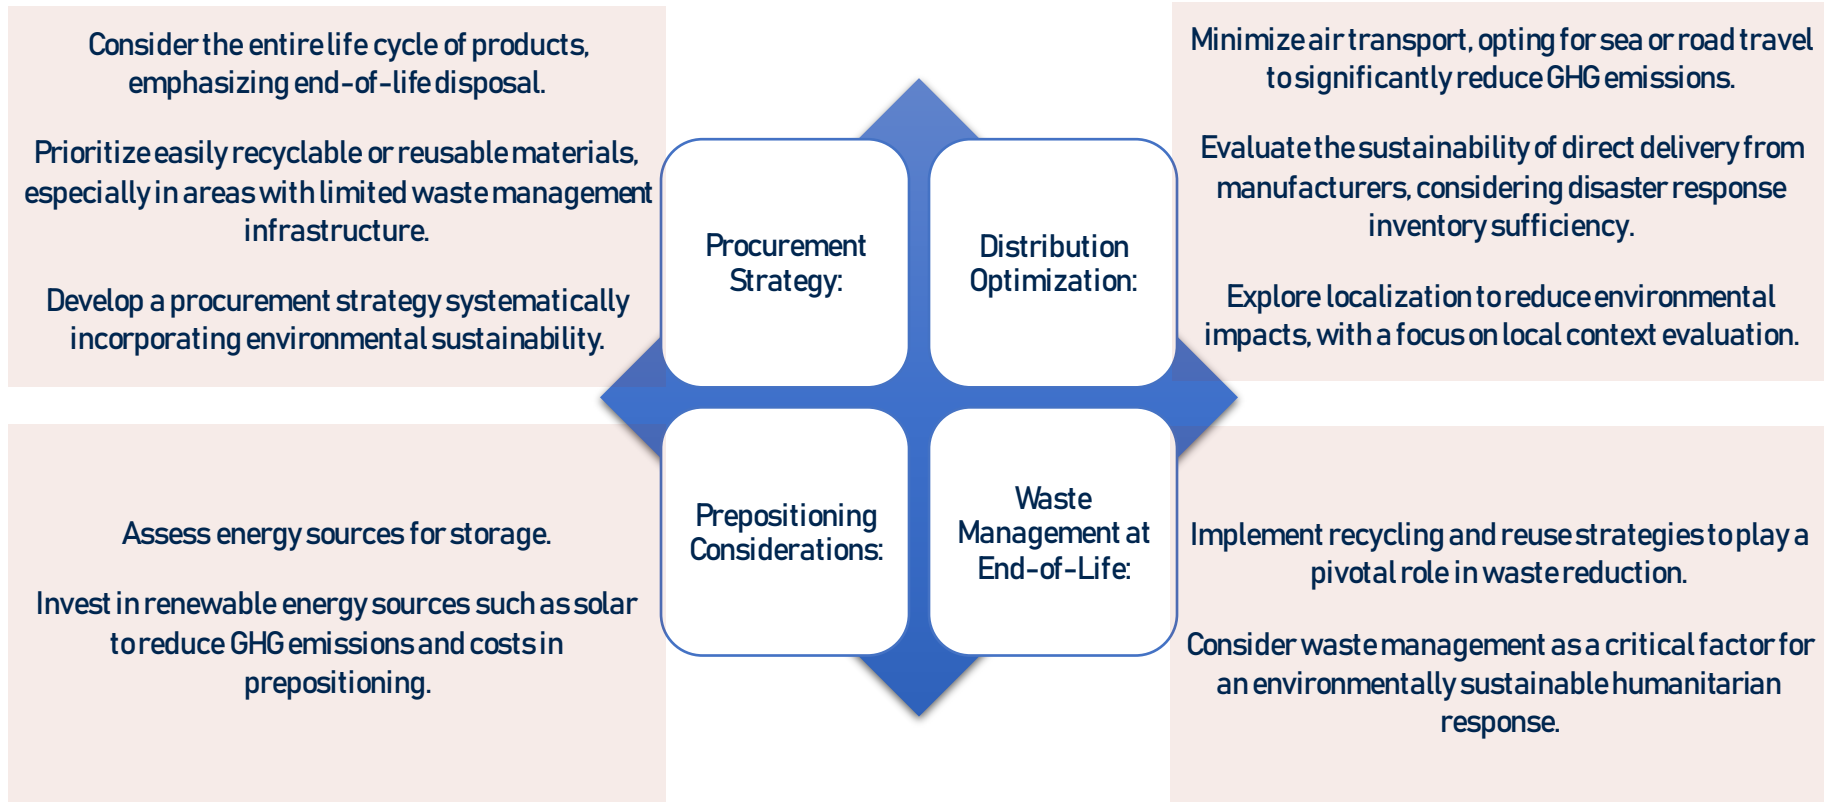 Consider the entire life cycle of products,
emphasizing end-of-life disposal.
Prioritize easily recyclable or reusable materials,
especially in areas with limited waste management
infrastructure.
Develop a procurement strategy systematically
incorporating environmental sustainability.
Procurement
Strategy:
Distribution
Optimization:
Minimize air transport, opting for sea or road travel
to significantly reduce GHG emissions.
Evaluate the sustainability of direct delivery from
manufacturers, considering disaster response
inventory sufficiency.
Explore localization to reduce environmental
impacts, with a focus on local context evaluation.
Assess energy sources for storage.
Invest in renewable energy sources such as solar
to reduce GHG emissions and costs in
prepositioning.
Prepositioning
Considerations:
Waste
Management at
End-of-Life:
Implement recycling and reuse strategies to play a
pivotal role in waste reduction.
Consider waste management as a critical factor for
an environmentally sustainable humanitarian
response.